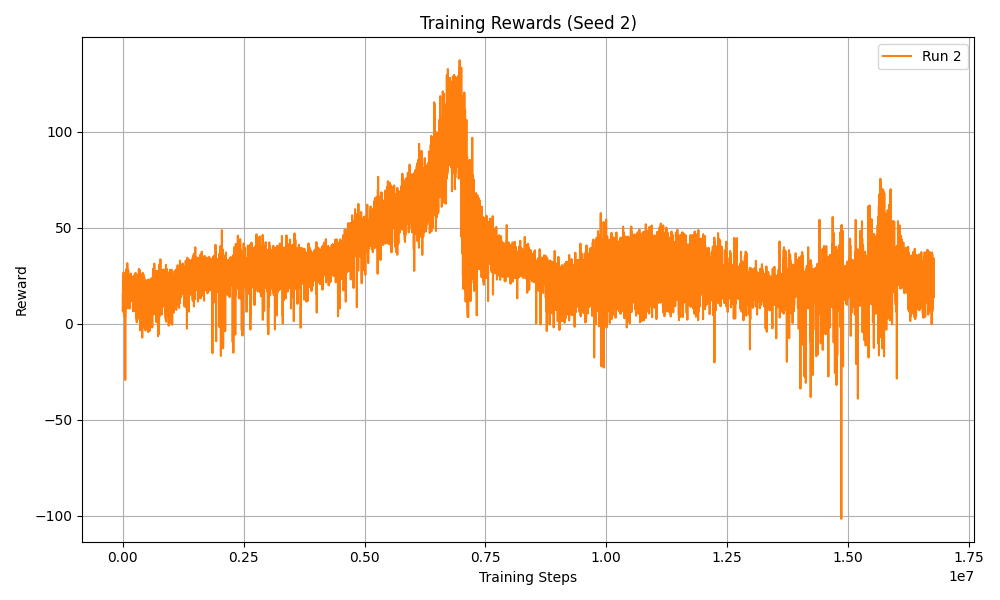 Training Rewards (Seed 2)
Run 2
100
50
0
−50
−100
Reward
0.00 0.25 0.50 0.75 1.00 1.25 1.50 1.75
1e7
Training Steps